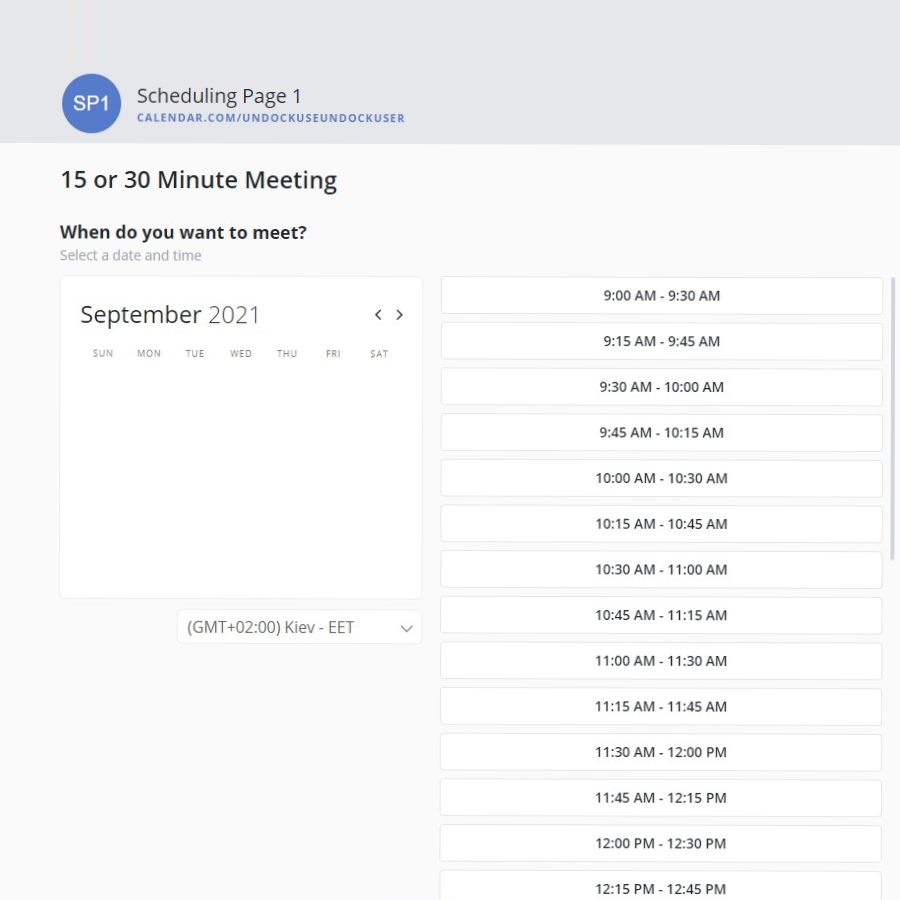 SP1
Scheduling Page 1
CALENDAR.COM/UNDOCKUSEUNDOCKUSER
15 or 30 Minute Meeting
When do you want to meet?
Select a date and time
September 2021
SUN MON TUE WED THU FRI SAT
(GMT+02:00) Kiev - EET
9:00 AM - 9:30 AM
9:15 AM - 9:45 AM
9:30 AM - 10:00 AM
9:45 AM - 10:15 AM
10:00 AM - 10:30 AM
10:15 AM - 10:45 AM
10:30 AM - 11:00 AM
10:45 AM - 11:15 AM
11:00 AM - 11:30 AM
11:15 AM - 11:45 AM
11:30 AM - 12:00 PM
11:45 AM - 12:15 PM
12:00 PM - 12:30 PM
12:15 PM - 12:45 PM